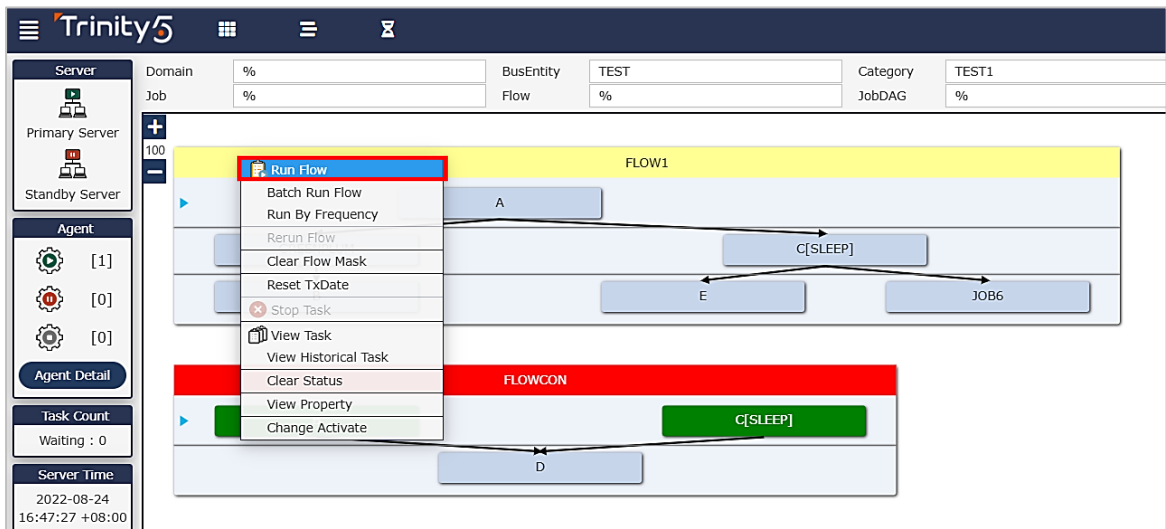 Trinity5
Server
Primary Server
Standby Server
Agent
[1]
[0]
[0]
Agent Detail
Task Count
Waiting : 0
Server Time
2022-08-24
16:47:27 +08:00
Domain % BusEntity TEST Category TEST1
Job % Flow % JobDAG %
100
FLOW1
A
C[SLEEP]
E JOB6
Run Flow
Batch Run Flow
Run By Frequency
Rerun Flow
Clear Flow Mask
Reset TxDate
Stop Task
View Task
View Historical Task
Clear Status
View Property
Change Activate
FLOWCON
C[SLEEP]
D